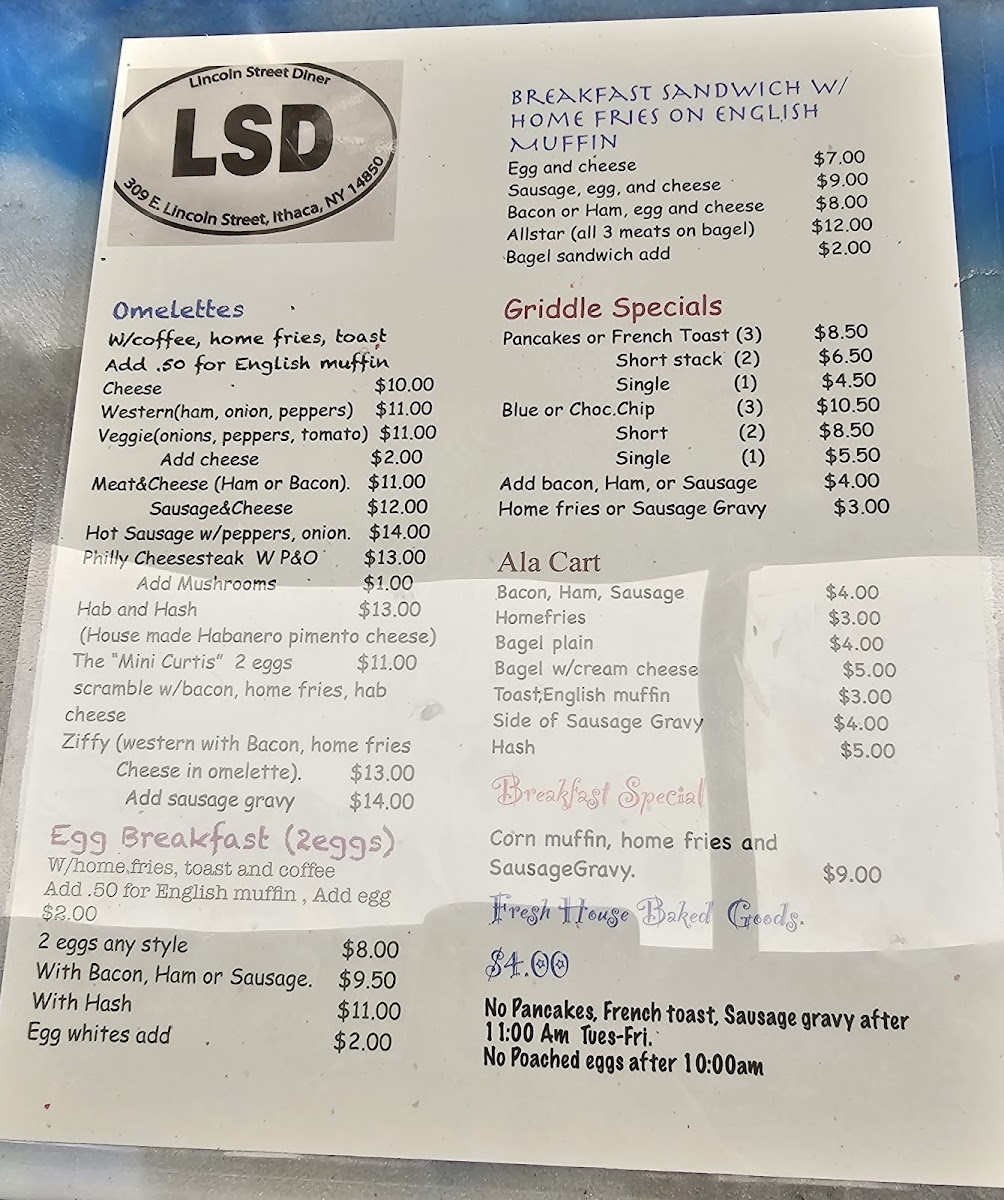 Lincoln Street Diner
LSD
309 E. Lincoln Street, Ithaca, NY 14850
Omelettes
W/coffee, home fries, toast
Add .50 for English muffin
Cheese $10.00
Western(ham, onion, peppers) $11.00
Veggie(onions, peppers, tomato) $11.00
Add cheese $2.00
Meat&Cheese (Ham or Bacon). $11.00
Sausage&Cheese $12.00
Hot Sausage w/peppers, onion. $14.00
Philly Cheesesteak W P&O $13.00
Add Mushrooms $1.00
Hab and Hash $13.00
(House made Habanero pimento cheese)
The "Mini Curtis" 2 eggs $11.00
scramble w/bacon, home fries, hab
cheese
Ziffy (western with Bacon, home fries
Cheese in omelette). $13.00
Add sausage gravy $14.00
Egg Breakfast (2eggs)
W/home fries, toast and coffee
Add .50 for English muffin , Add egg
$2.00
2 eggs any style $8.00
With Bacon, Ham or Sausage. $9.50
With Hash $11.00
Egg whites add $2.00
BREAKFAST SANDWICH W/
HOME FRIES ON ENGLISH
MUFFIN
Egg and cheese $7.00
Sausage, egg, and cheese $9.00
Bacon or Ham, egg and cheese $8.00
Allstar (all 3 meats on bagel) $12.00
Bagel sandwich add $2.00
Griddle Specials
Pancakes or French Toast (3) $8.50
Short stack (2) $6.50
Single (1) $4.50
Blue or Choc.Chip (3) $10.50
Short (2) $8.50
Single (1) $5.50
Add bacon, Ham, or Sausage $4.00
Home fries or Sausage Gravy $3.00
Ala Cart
Bacon, Ham, Sausage $4.00
Homefries $3.00
Bagel plain $4.00
Bagel w/cream cheese $5.00
Toast,English muffin $3.00
Side of Sausage Gravy $4.00
Hash $5.00
Breakfast Special
Corn muffin, home fries and
SausageGravy. $9.00
Fresh House Baked Goods.
$4.00
No Pancakes, French toast, Sausage gravy after
11:00 Am Tues-Fri.
No Poached eggs after 10:00am